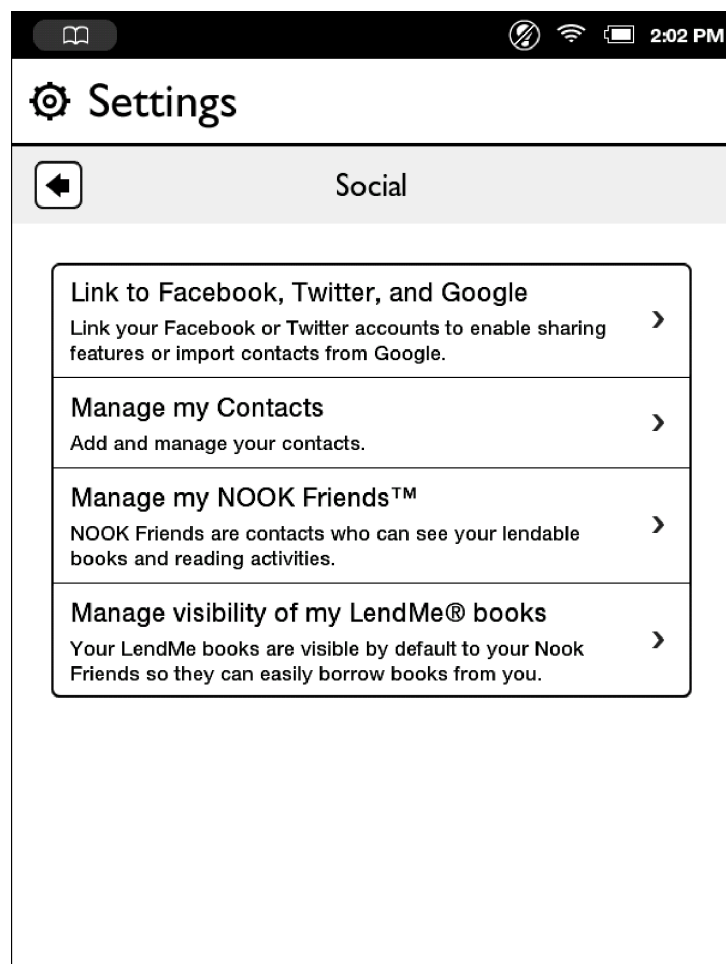 2:02 PM
Settings
Social
Link to Facebook, Twitter, and Google
Link your Facebook or Twitter accounts to enable sharing
features or import contacts from Google.
Manage my Contacts
Add and manage your contacts.
Manage my NOOK Friends™
NOOK Friends are contacts who can see your lendable
books and reading activities.
Manage visibility of my LendMe® books
Your LendMe books are visible by default to your Nook
Friends so they can easily borrow books from you.